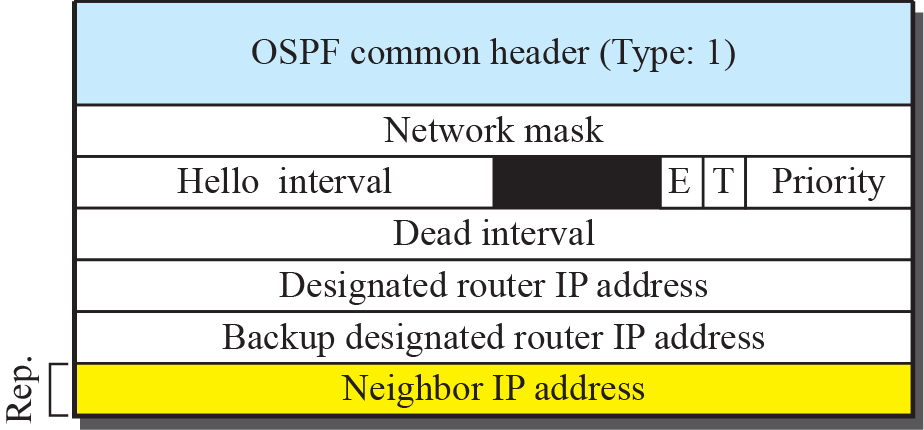 OSPF common header (Type: 1)
Network mask
Hello interval E T Priority
Dead interval
Designated router IP address
Backup designated router IP address
Rep. Neighbor IP address